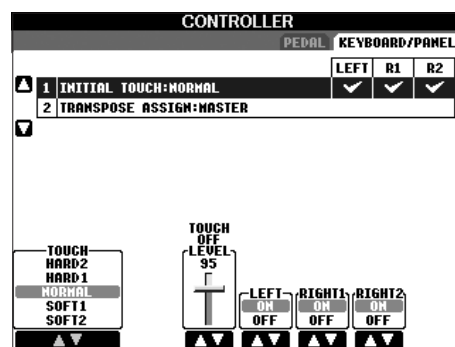 CONTROLLER
PEDAL KEYBOARD/PANEL
LEFT R1 R2
1 INITIAL TOUCH:NORMAL
2 TRANSPOSE ASSIGN:MASTER
TOUCH
HARD2
HARD1
NORMAL
SOFT1
SOFT2
TOUCH
OFF
LEVEL
95
LEFT RIGHT1 RIGHT2
ON ON ON
OFF OFF OFF